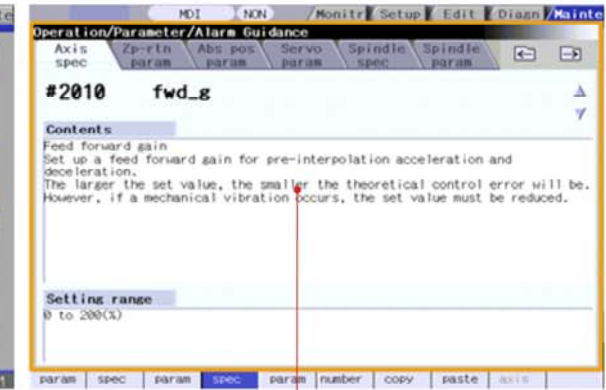 MDI NON Monitr Setup Edit Diagn Mainte
Operation/Parameter/Alarm Guidance
Axis spec Zp-rtn param Abs pos param Servo param Spindle spec Spindle param
#2010 fwd_g
Contents
Feed forward gain
Set up a feed forward gain for pre-interpolation acceleration and
deceleration.
The larger the set value, the smaller the theoretical control error will be.
However, if a mechanical vibration occurs, the set value must be reduced.
Setting range
0 to 200(%)
param spec param spec param number copy paste axis